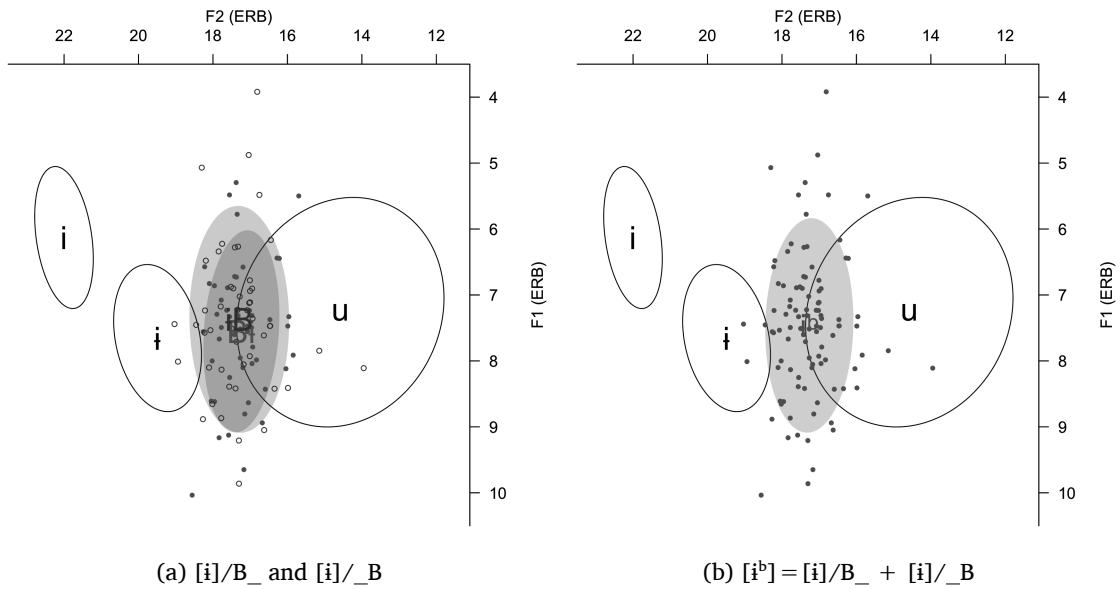 F2 (ERB)
22 20 18 16 14 12
4
5
6
7
8
9
10
F1 (ERB)
i
ɨ
u
(a) [ɨ]/B_ and [ɨ]/_B
F2 (ERB)
22 20 18 16 14 12
4
5
6
7
8
9
10
F1 (ERB)
i
ɨ
ɨb
u
(b) [ɨᵇ] = [ɨ]/B_ + [ɨ]/_B